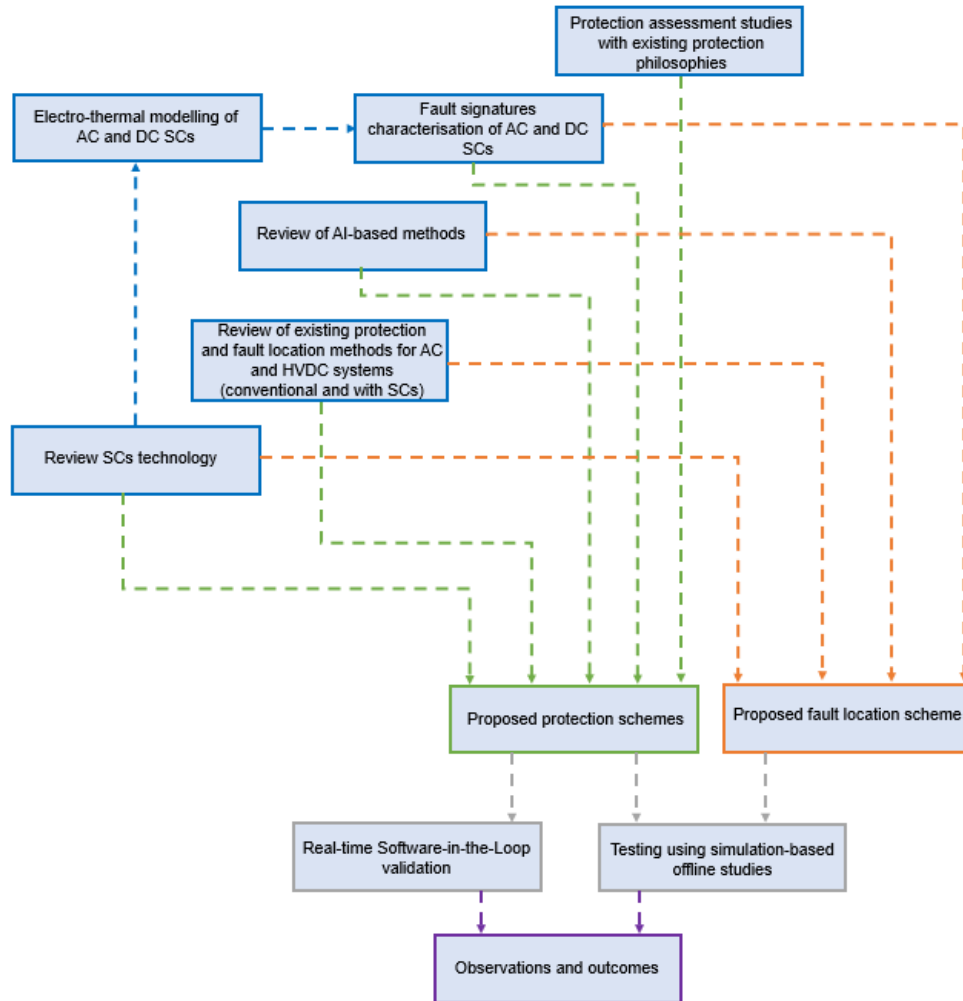 Protection assessment studies
with existing protection
philosophies
Electro-thermal modelling of
AC and DC SCs
Fault signatures
characterisation of AC and DC
SCs
Review of AI-based methods
Review of existing protection
and fault location methods for AC
and HVDC systems
(conventional and with SCs)
Review SCs technology
Proposed protection schemes
Proposed fault location scheme
Real-time Software-in-the-Loop
validation
Testing using simulation-based
offline studies
Observations and outcomes